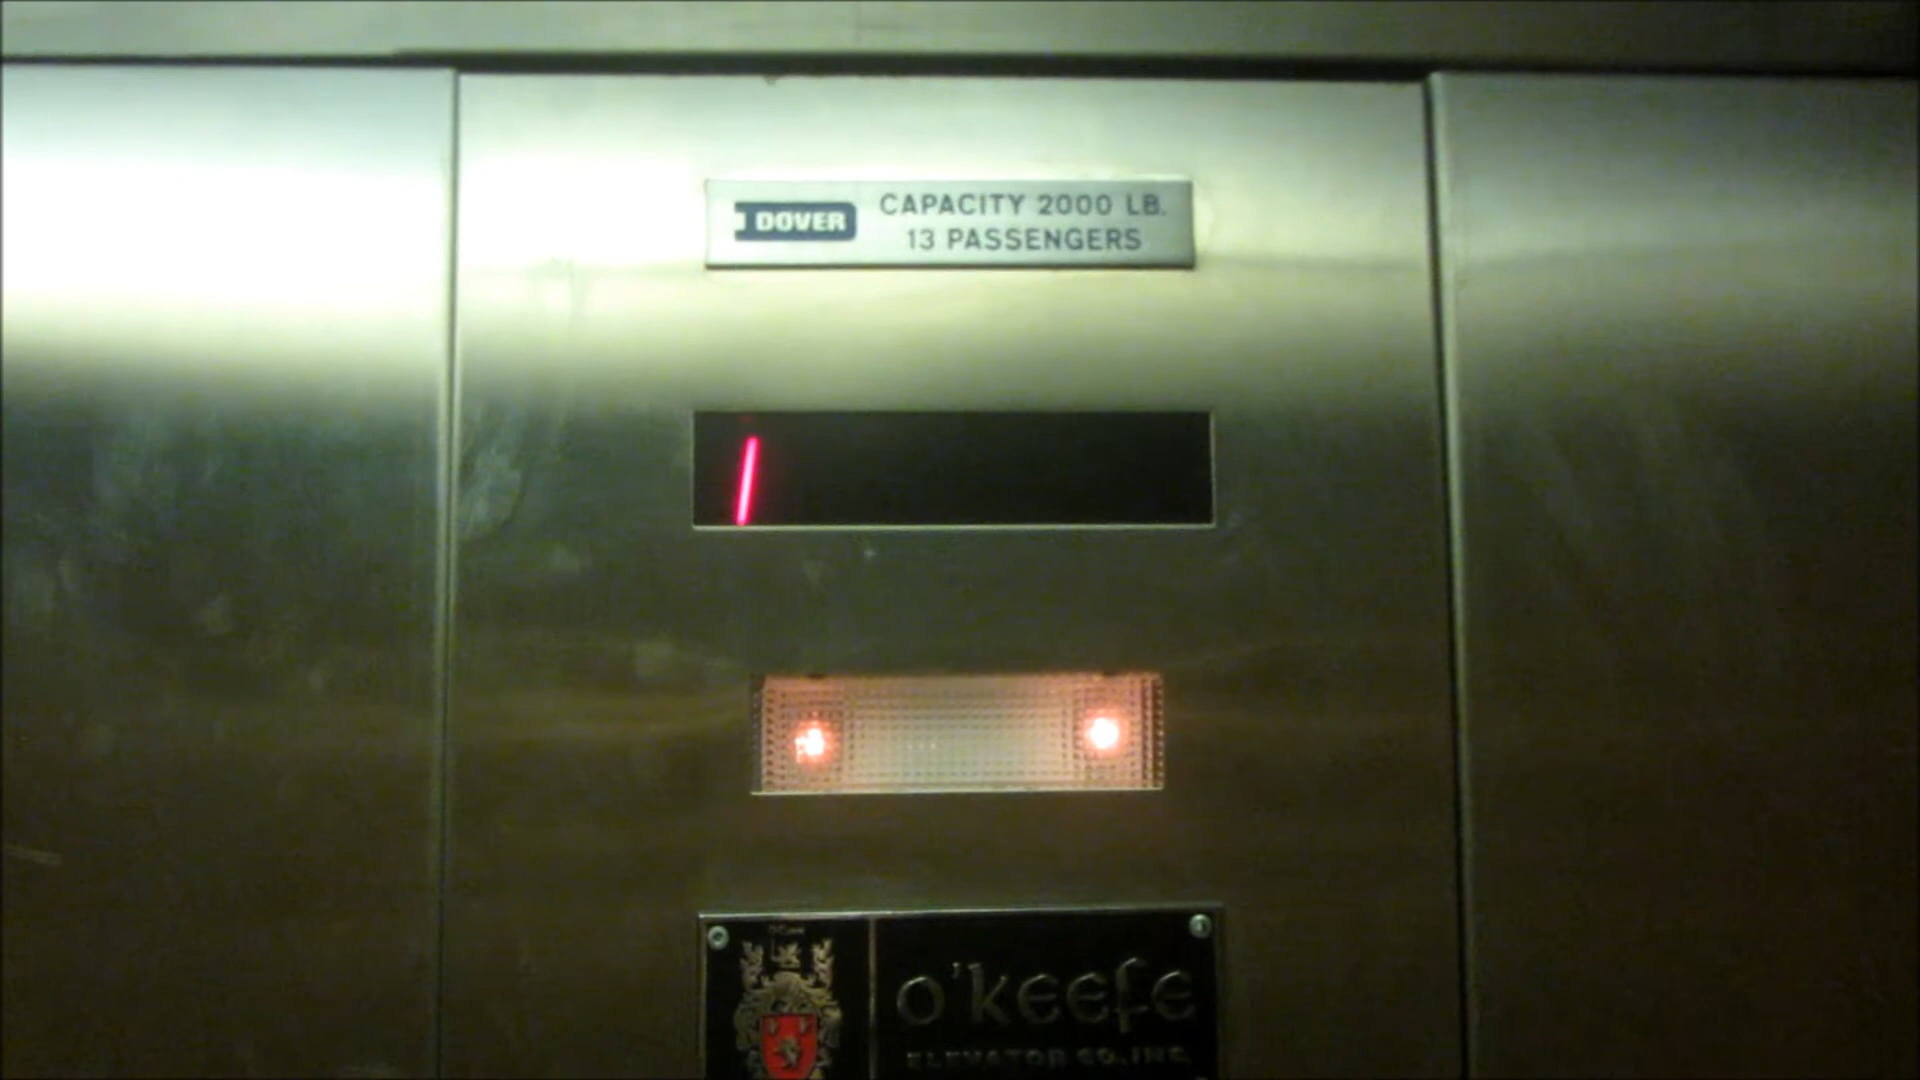 DOVER
CAPACITY 2000 LB.
13 PASSENGERS
1
O'KEEFE
ELEVATOR CO., INC.